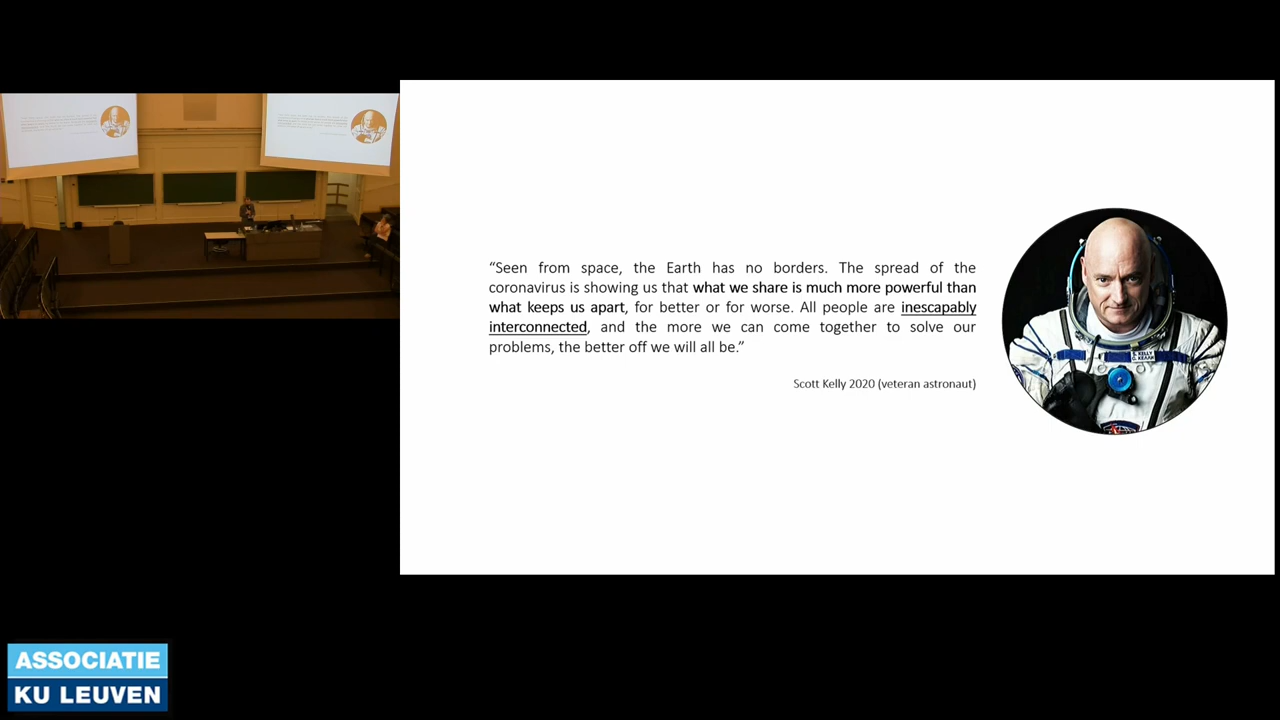 “Seen from space, the Earth has no borders. The spread of the
coronavirus is showing us that what we share is much more powerful than
what keeps us apart, for better or for worse. All people are inescapably
interconnected, and the more we can come together to solve our
problems, the better off we will all be.”
Scott Kelly 2020 (veteran astronaut)
S. KELLY
ASSOCIATIE
KU LEUVEN